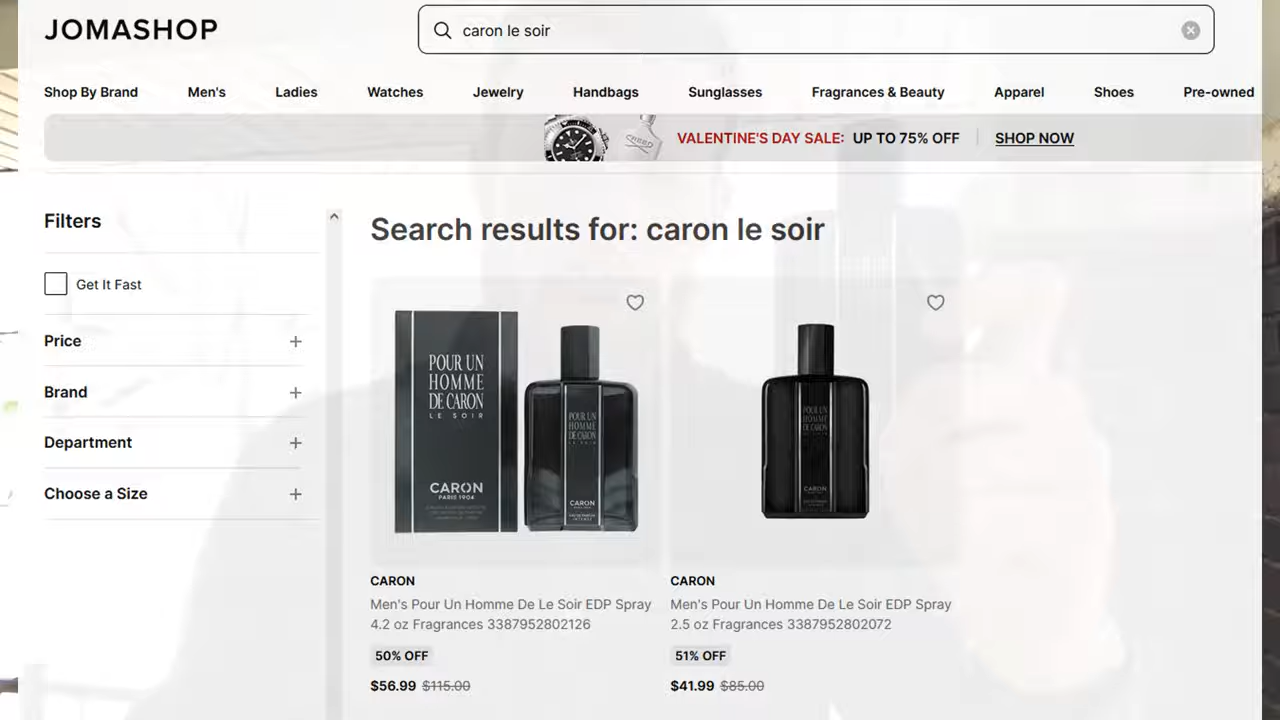 JOMASHOP
caron le soir
Shop By Brand
Men's
Ladies
Watches
Jewelry
Handbags
Sunglasses
Fragrances & Beauty
Apparel
Shoes
Pre-owned
CREED
VALENTINE'S DAY SALE: UP TO 75% OFF
SHOP NOW
Filters
Get It Fast
Price
Brand
Department
Choose a Size
Search results for: caron le soir
POUR UN
HOMME
DE CARON
LE SOIR
CARON
PARIS 1904
POUR UN
HOMME
DE CARON
LE SOIR
CARON
POUR UN
HOMME
DE CARON
CARON
CARON
Men's Pour Un Homme De Le Soir EDP Spray
4.2 oz Fragrances 3387952802126
50% OFF
$56.99 $115.00
CARON
Men's Pour Un Homme De Le Soir EDP Spray
2.5 oz Fragrances 3387952802072
51% OFF
$41.99 $85.00